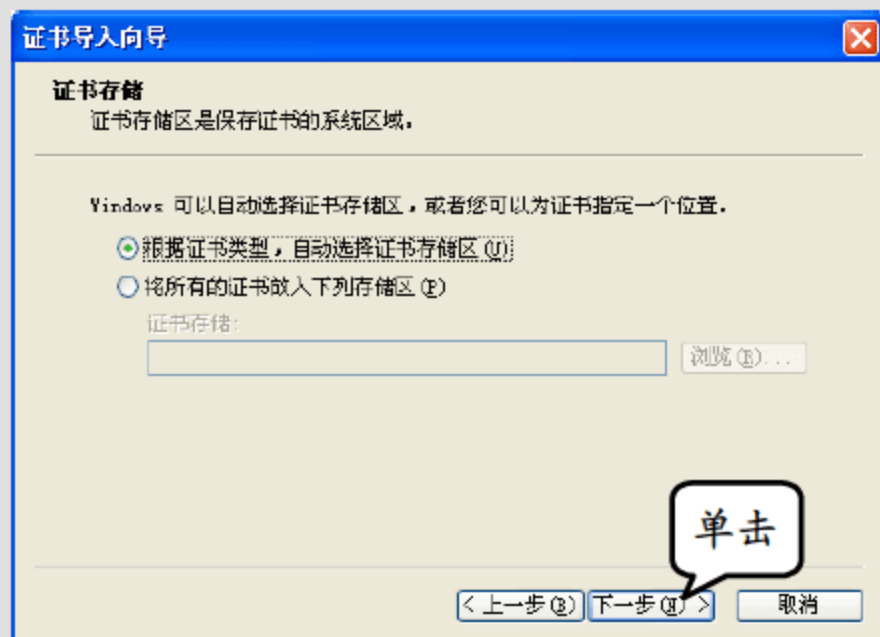 证书导入向导
证书存储
证书存储区是保存证书的系统区域。
Windows 可以自动选择证书存储区，或者您可以为证书指定一个位置。
根据证书类型，自动选择证书存储区(U)
将所有的证书放入下列存储区(P)
证书存储:
浏览(R)...
单击
< 上一步(B)
下一步(N) >
取消